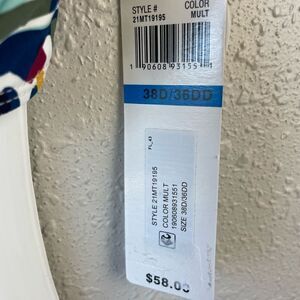 STYLE # COLOR
21MT19195 MULT
1 90608 93155 1
38D/36DD
STYLE 21MT19195
COLOR MULT
190608931551
SIZE 38D/36DD
$58.00